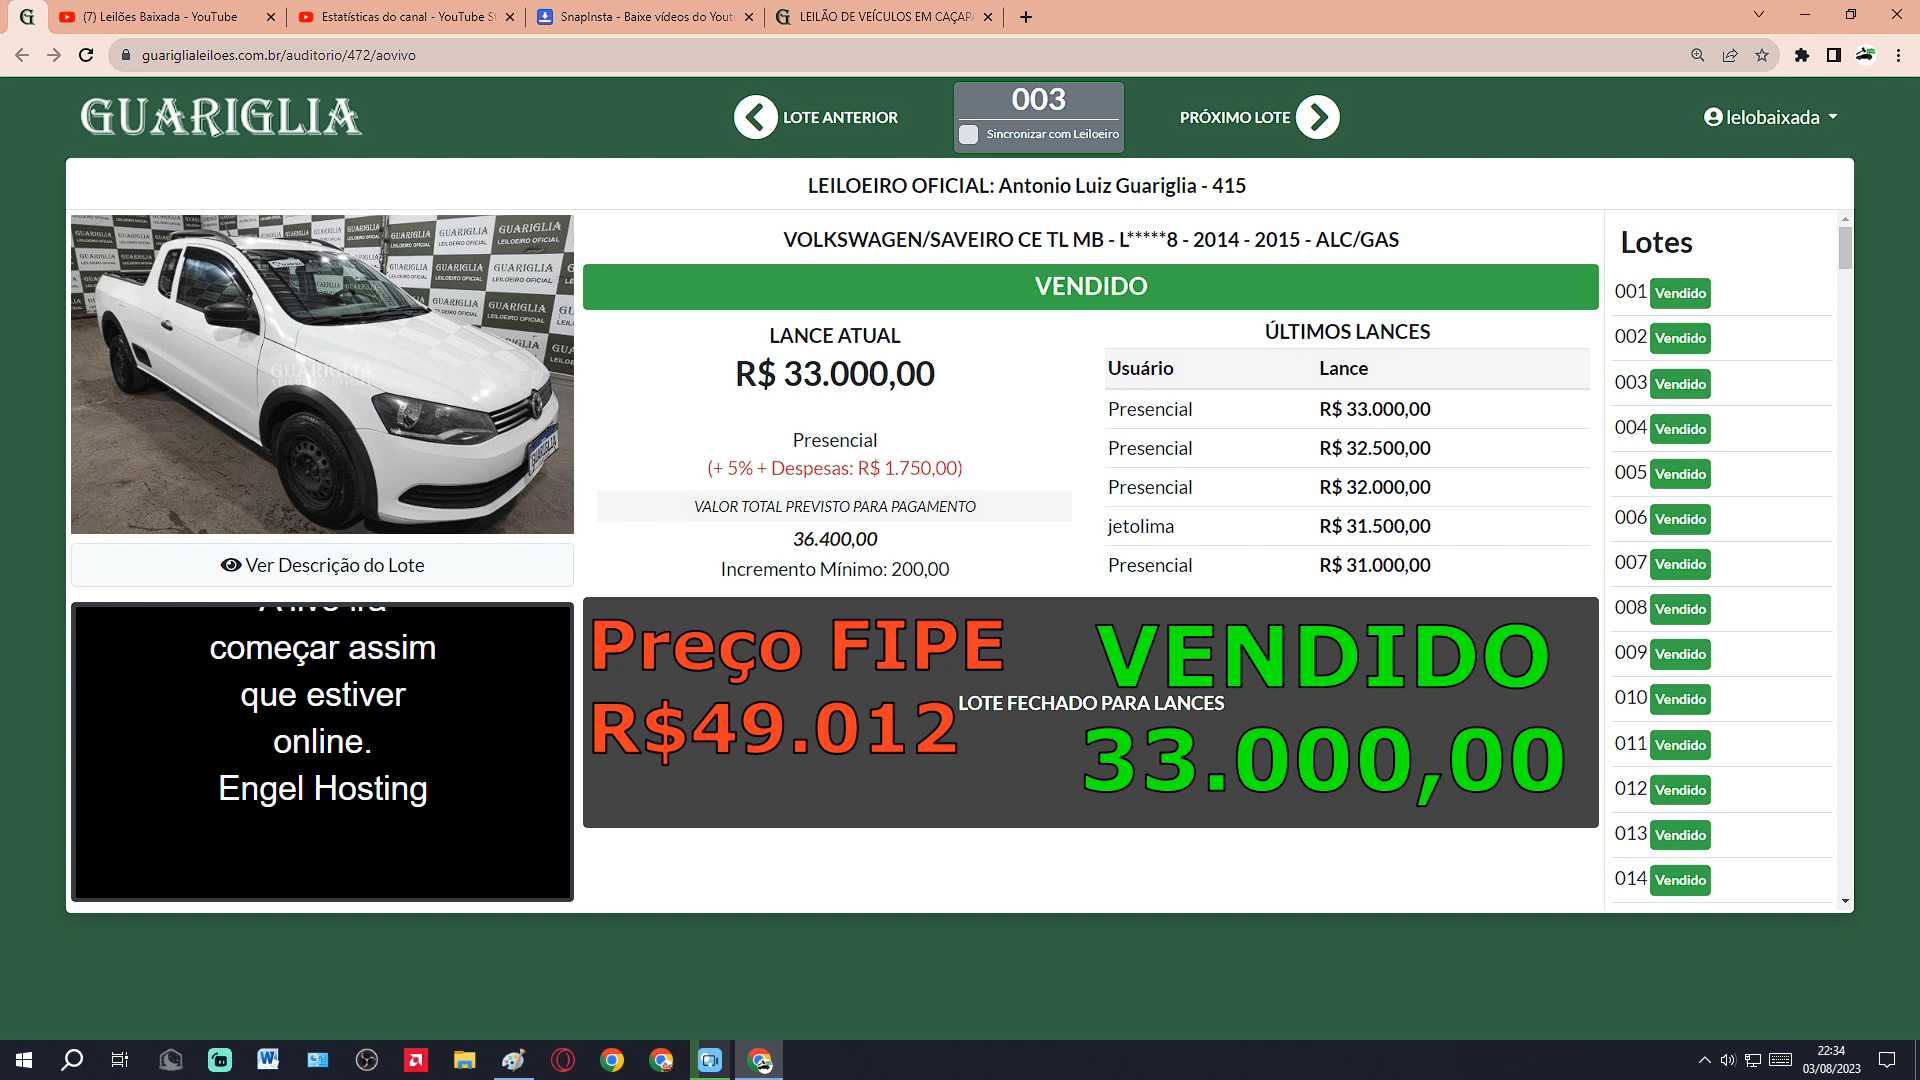 (7) Leilões Baixada - YouTube
Estatísticas do canal - YouTube St
SnapInsta - Baixe vídeos do Youtu
LEILÃO DE VEÍCULOS EM CAÇAPA
guariglialeiloes.com.br/auditorio/472/aovivo
GUARIGLIA
LOTE ANTERIOR
003
Sincronizar com Leiloeiro
PRÓXIMO LOTE
lelobaixada
LEILOEIRO OFICIAL: Antonio Luiz Guariglia - 415
VOLKSWAGEN/SAVEIRO CE TL MB - L*****8 - 2014 - 2015 - ALC/GAS
VENDIDO
LANCE ATUAL
R$ 33.000,00
Presencial
(+ 5% + Despesas: R$ 1.750,00)
VALOR TOTAL PREVISTO PARA PAGAMENTO
36.400,00
Incremento Mínimo: 200,00
ÚLTIMOS LANCES
Usuário Lance
Presencial R$ 33.000,00
Presencial R$ 32.500,00
Presencial R$ 32.000,00
jetolima R$ 31.500,00
Presencial R$ 31.000,00
GUARIGLIA
LEILOEIRO OFICIAL
Ver Descrição do Lote
A live irá
começar assim
que estiver
online.
Engel Hosting
Preço FIPE
R$49.012
LOTE FECHADO PARA LANCES
VENDIDO
33.000,00
Lotes
001 Vendido
002 Vendido
003 Vendido
004 Vendido
005 Vendido
006 Vendido
007 Vendido
008 Vendido
009 Vendido
010 Vendido
011 Vendido
012 Vendido
013 Vendido
014 Vendido
22:34
03/08/2023